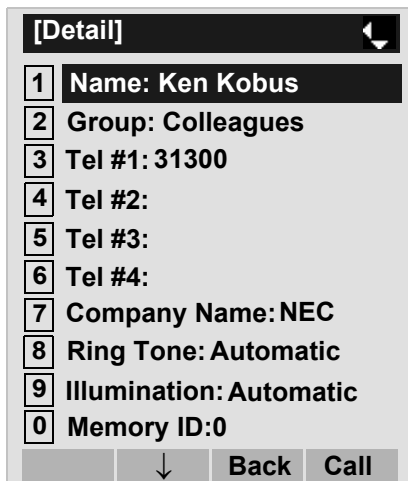 [Detail]
1 Name: Ken Kobus
2 Group: Colleagues
3 Tel #1: 31300
4 Tel #2:
5 Tel #3:
6 Tel #4:
7 Company Name: NEC
8 Ring Tone: Automatic
9 Illumination: Automatic
0 Memory ID:0
↓ Back Call